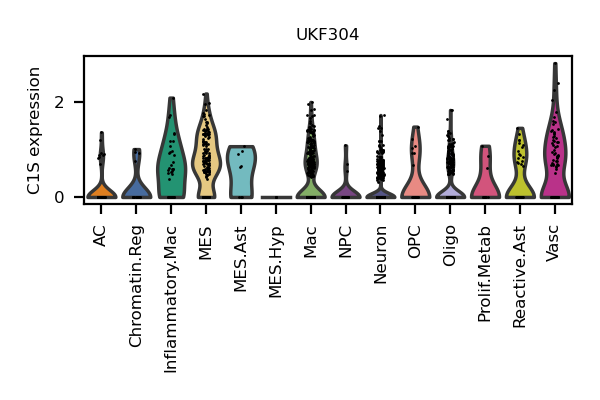 UKF304
C1S expression
2
0
AC
Chromatin.Reg
Inflammatory.Mac
MES
MES.Ast
MES.Hyp
Mac
NPC
Neuron
OPC
Oligo
Prolif.Metab
Reactive.Ast
Vasc